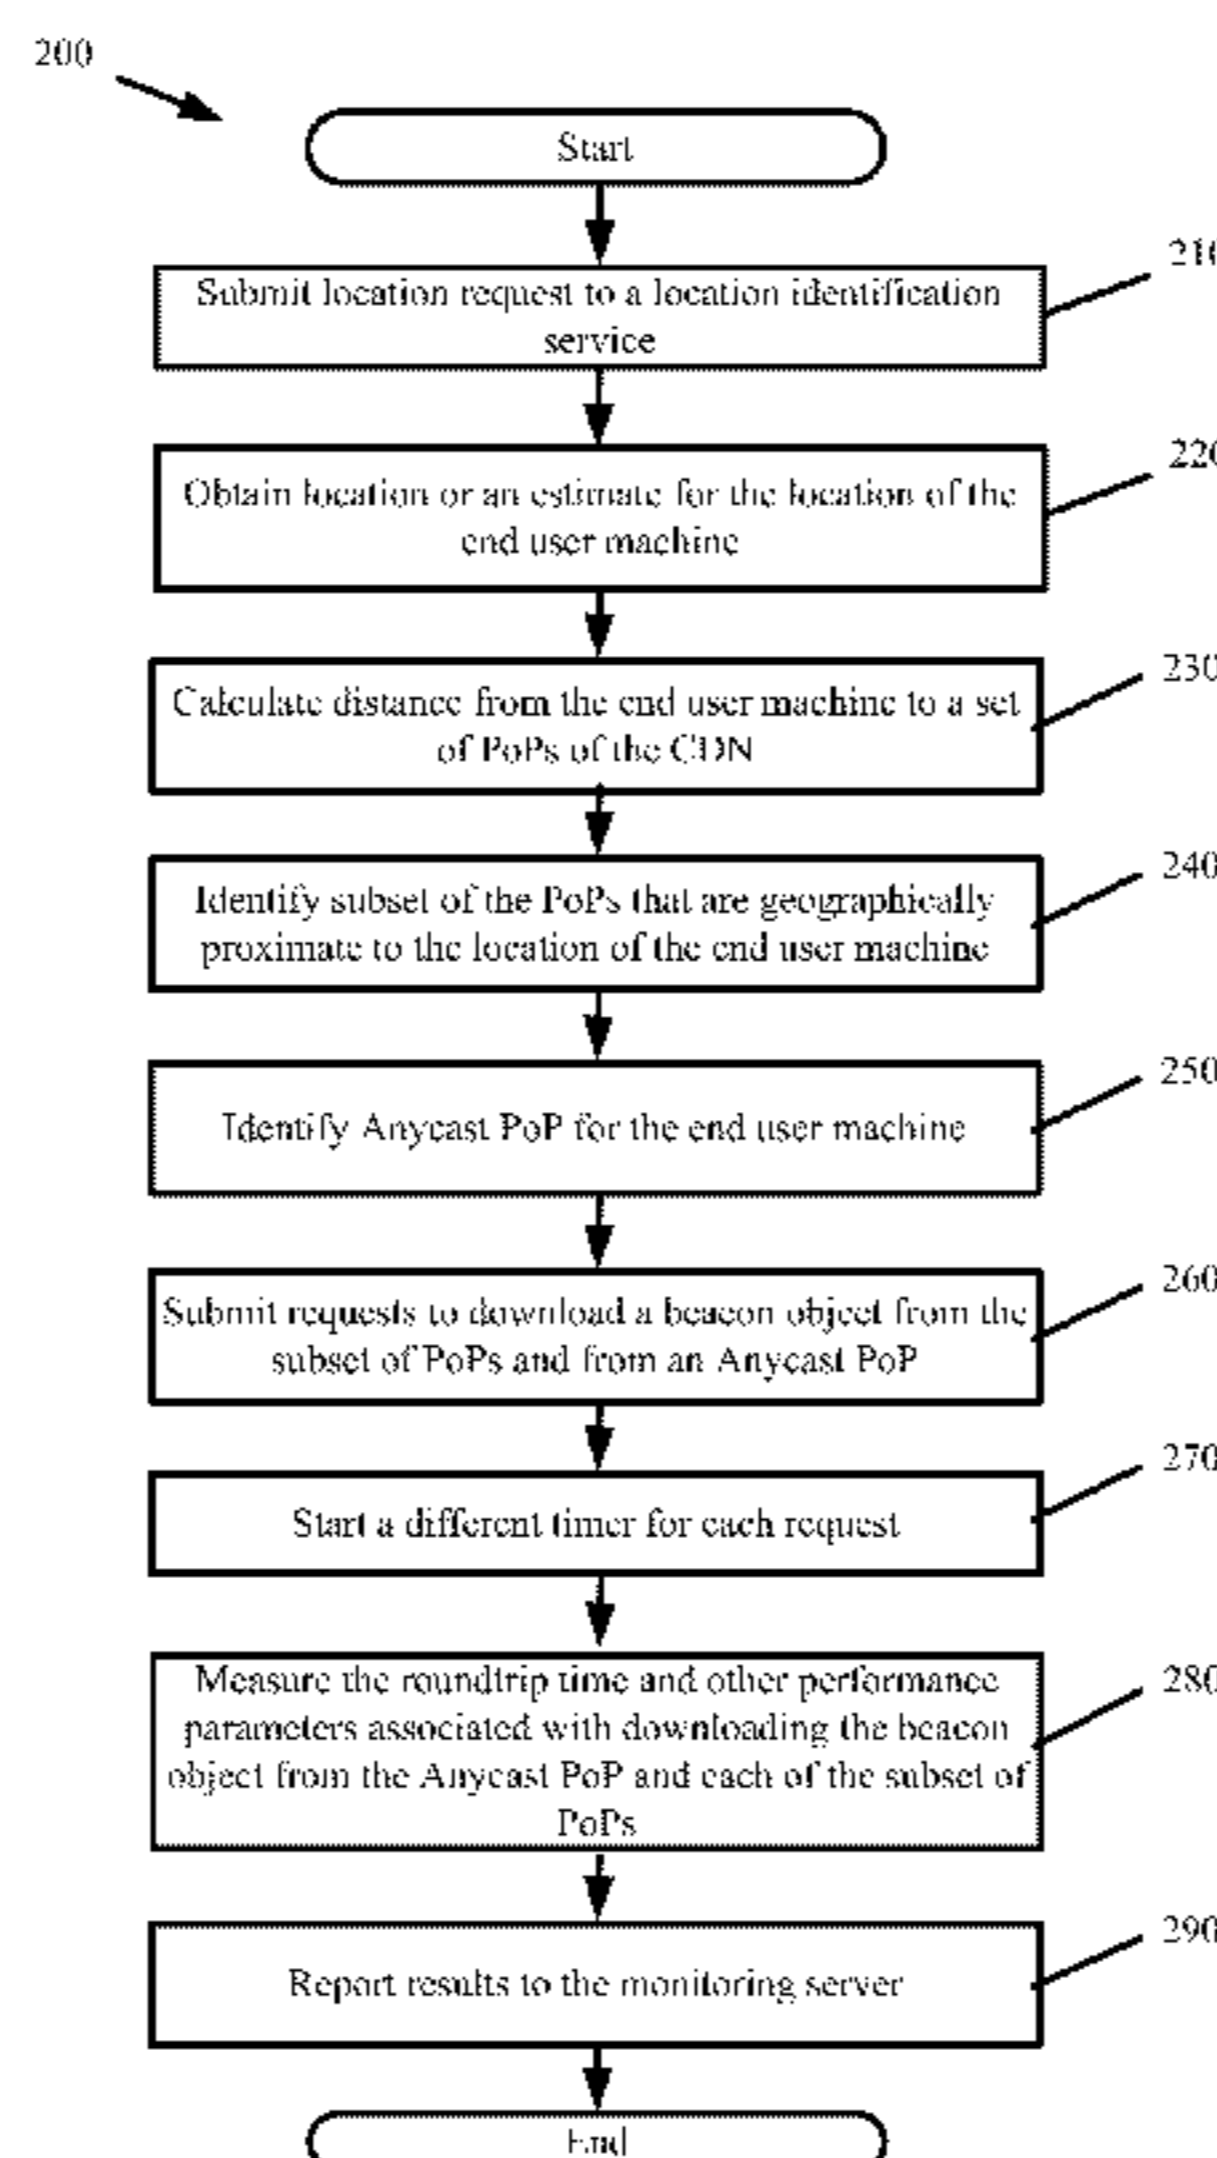 200
Start
210
Submit location request to a location identification
service
220
Obtain location or an estimate for the location of the
end user machine
230
Calculate distance from the end user machine to a set
of PoPs of the CDN
240
Identify subset of the PoPs that are geographically
proximate to the location of the end user machine
250
Identify Anycast PoP for the end user machine
260
Submit requests to download a beacon object from the
subset of PoPs and from an Anycast PoP
270
Start a different timer for each request
280
Measure the roundtrip time and other performance
parameters associated with downloading the beacon
object from the Anycast PoP and each of the subset of
PoPs
290
Report results to the monitoring server
End